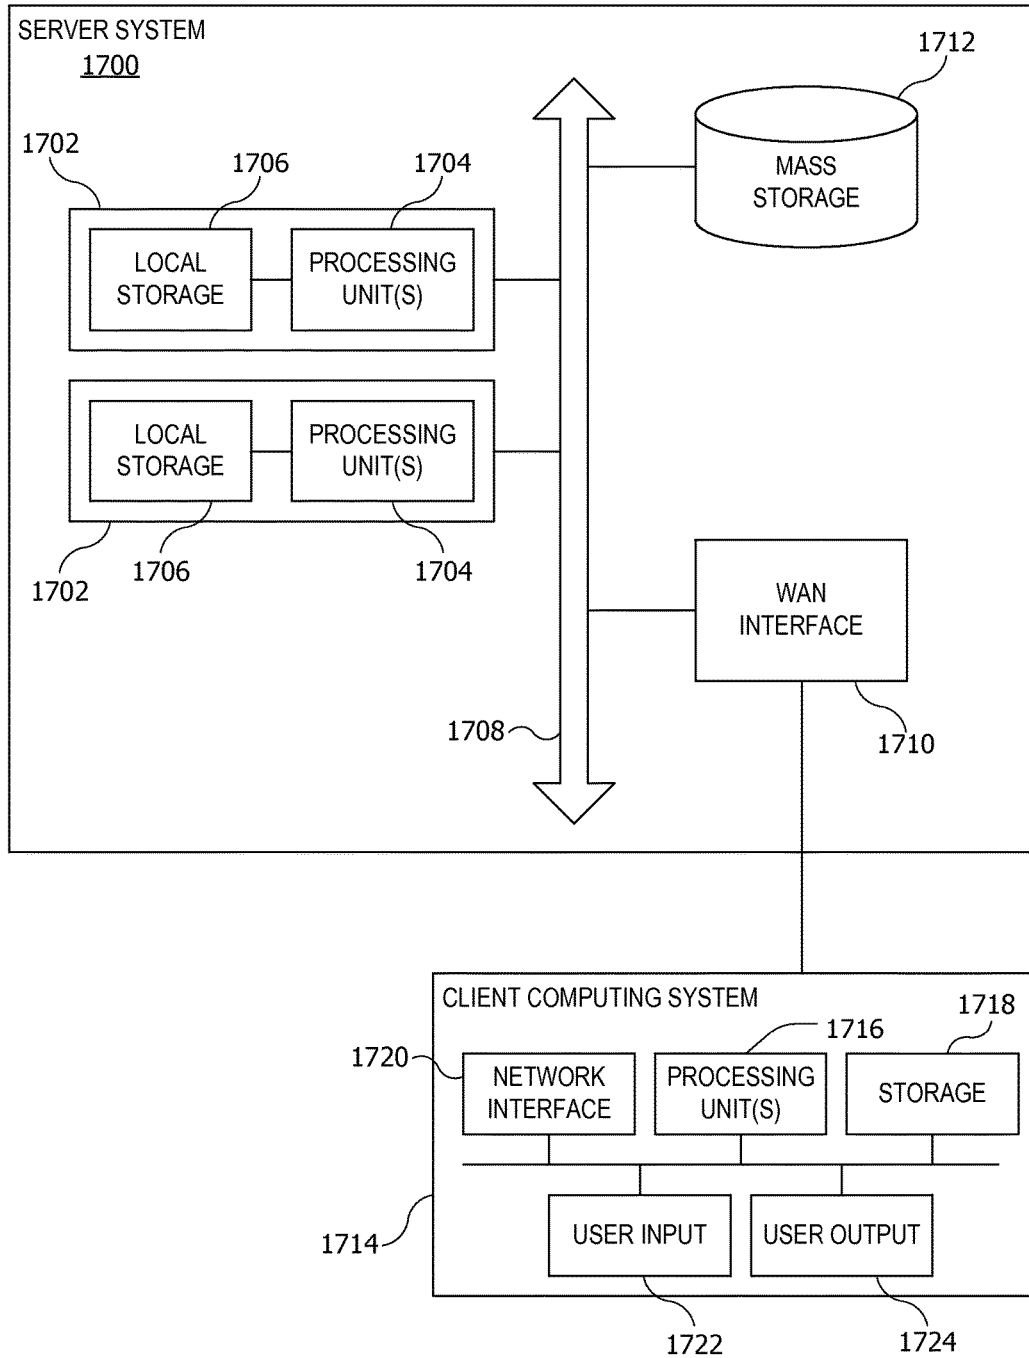 SERVER SYSTEM
1700
1712
1702
1706
1704
MASS
STORAGE
LOCAL
STORAGE
PROCESSING
UNIT(S)
LOCAL
STORAGE
PROCESSING
UNIT(S)
1702
1706
1704
WAN
INTERFACE
1708
1710
CLIENT COMPUTING SYSTEM
1718
1716
1720
NETWORK
INTERFACE
PROCESSING
UNIT(S)
STORAGE
1714
USER INPUT
USER OUTPUT
1722
1724